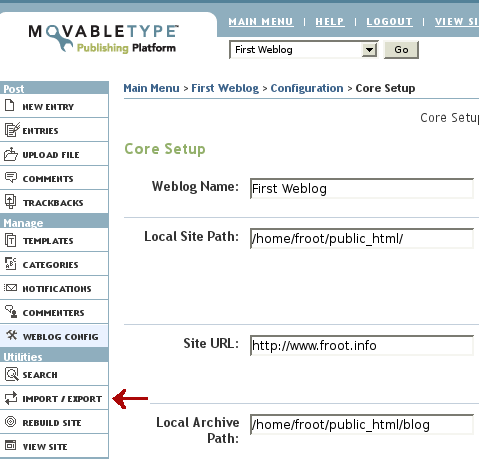 MOVABLETYPE™
Publishing Platform
MAIN MENU | HELP | LOGOUT | VIEW SI
First Weblog Go
Main Menu > First Weblog > Configuration > Core Setup
Core Setup
Core Setup
Post
NEW ENTRY
ENTRIES
UPLOAD FILE
COMMENTS
TRACKBACKS
Manage
TEMPLATES
CATEGORIES
NOTIFICATIONS
COMMENTERS
WEBLOG CONFIG
Utilities
SEARCH
IMPORT / EXPORT
REBUILD SITE
VIEW SITE
Weblog Name: First Weblog
Local Site Path: /home/froot/public_html/
Site URL: http://www.froot.info
Local Archive /home/froot/public_html/blog
Path: